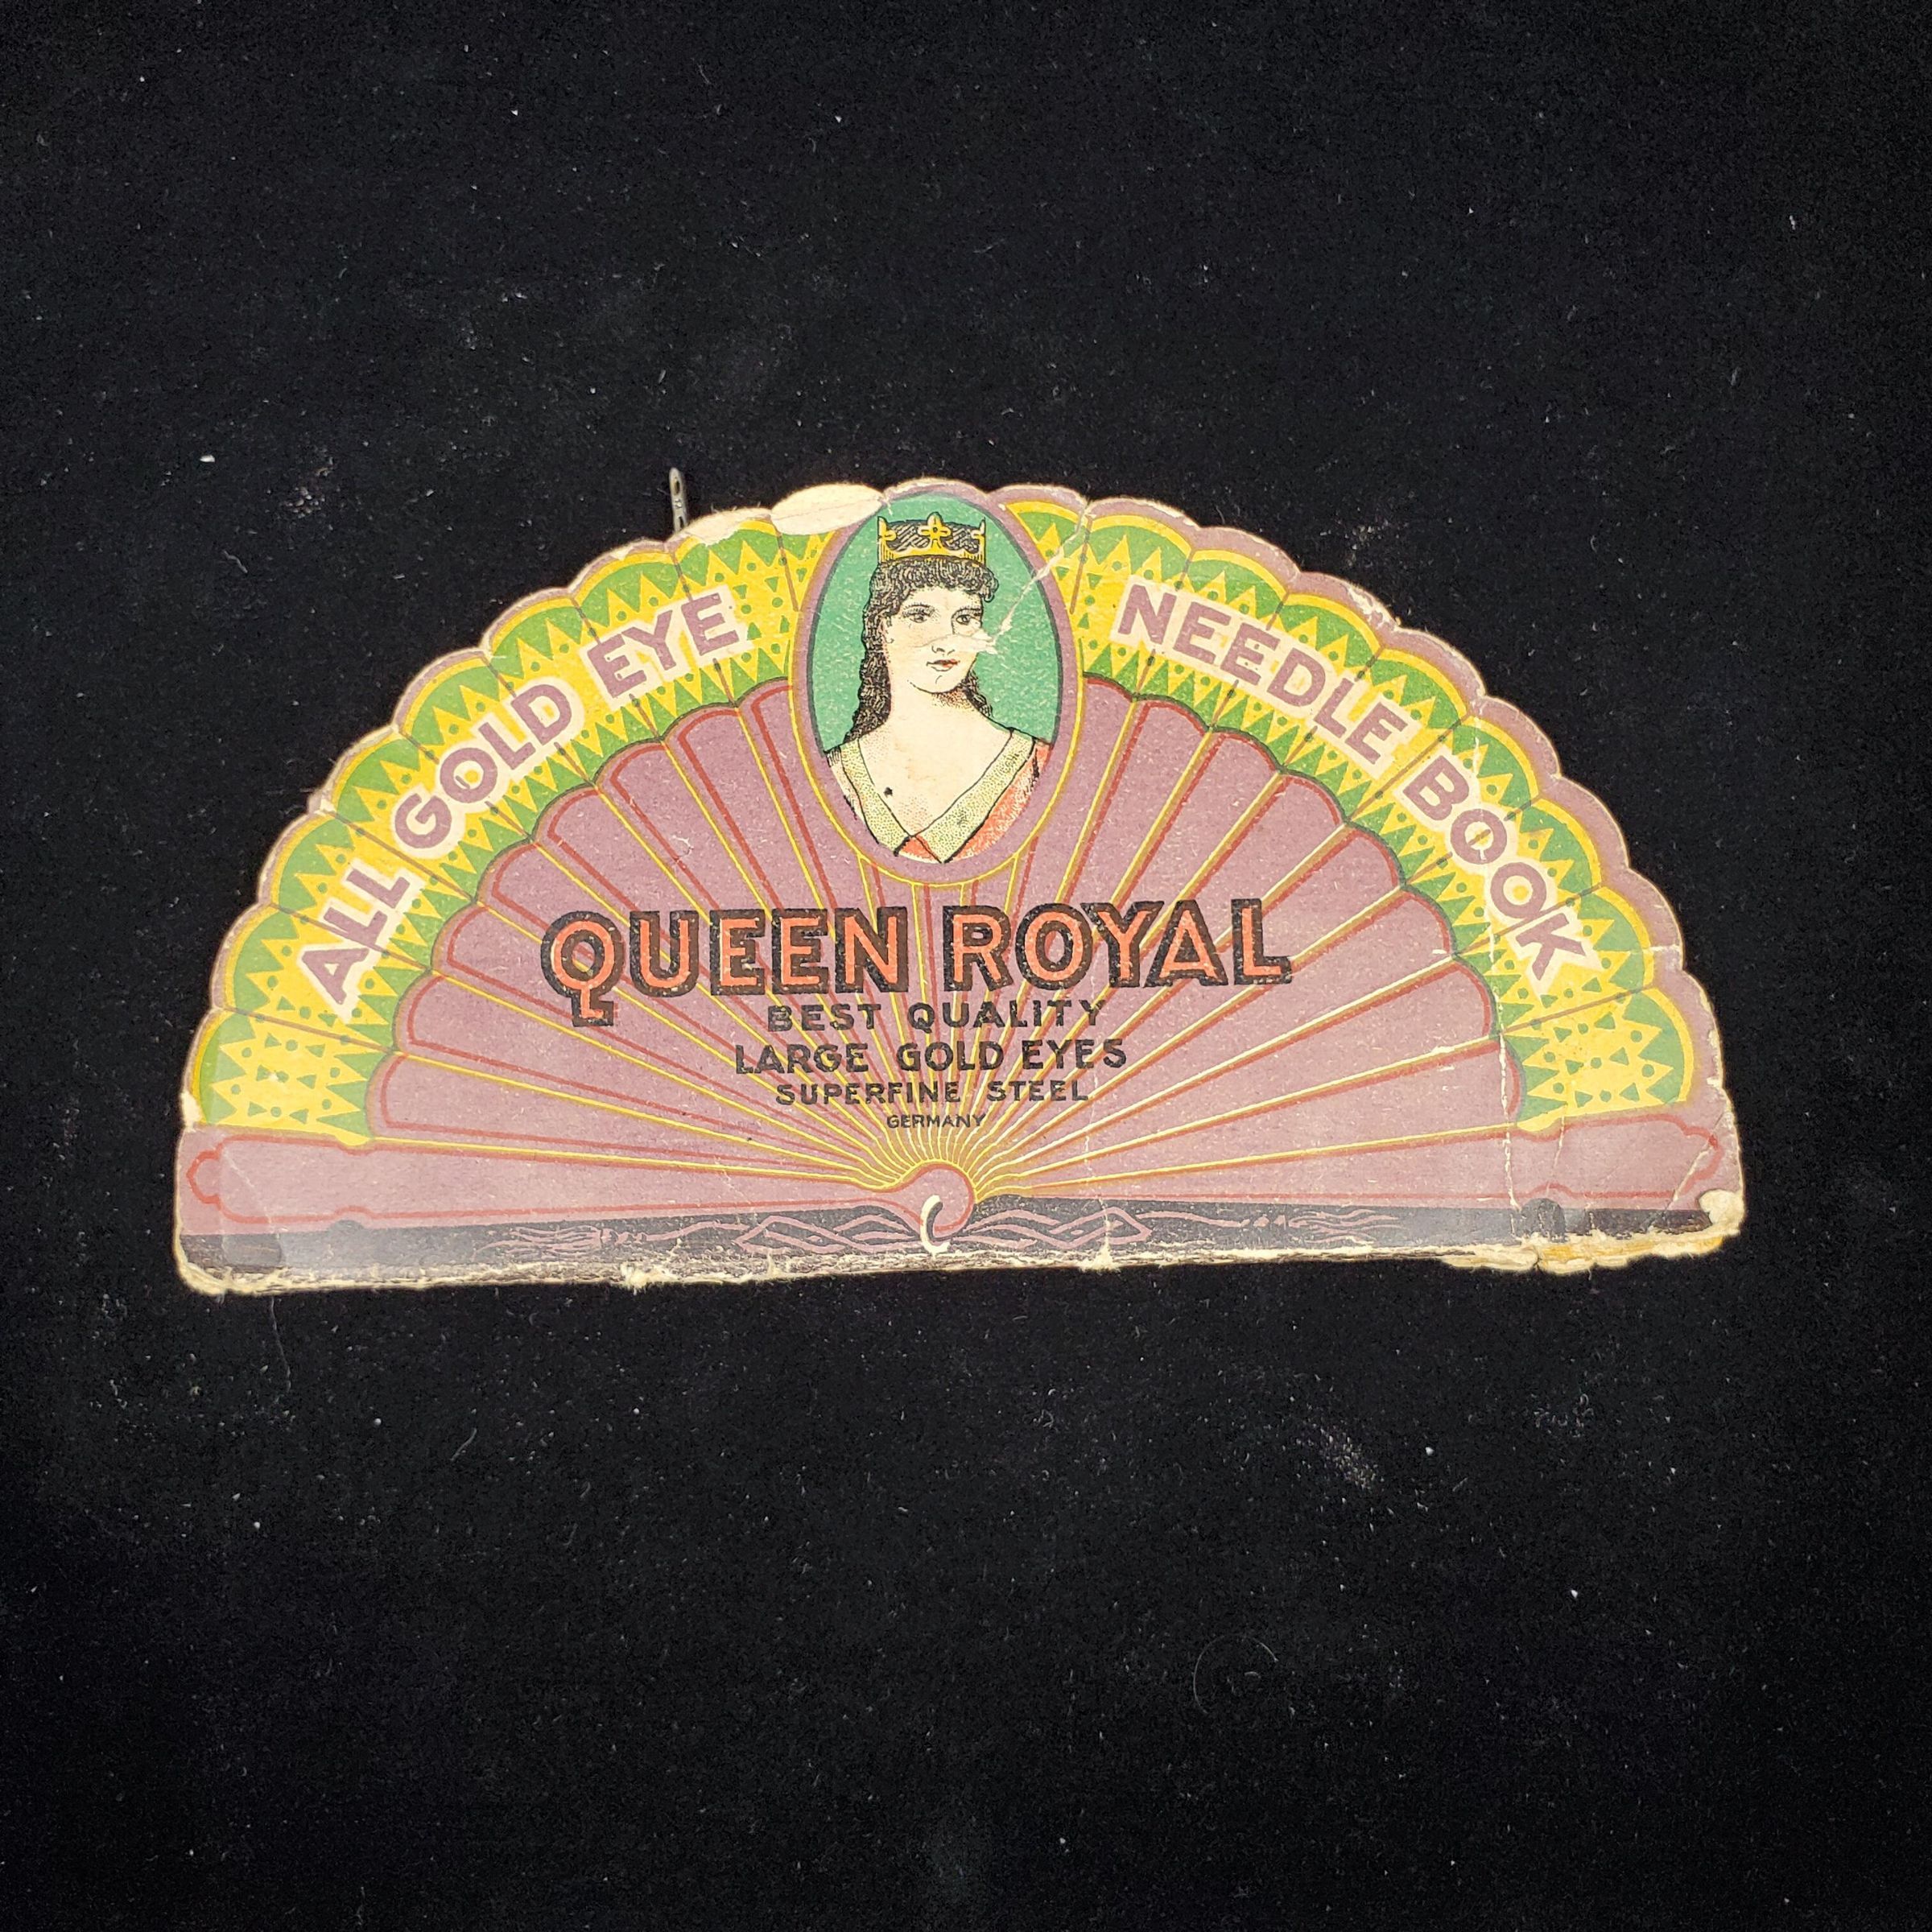 ALL GOLD EYE NEEDLE BOOK
QUEEN ROYAL
BEST QUALITY
LARGE GOLD EYES
SUPERFINE STEEL
GERMANY